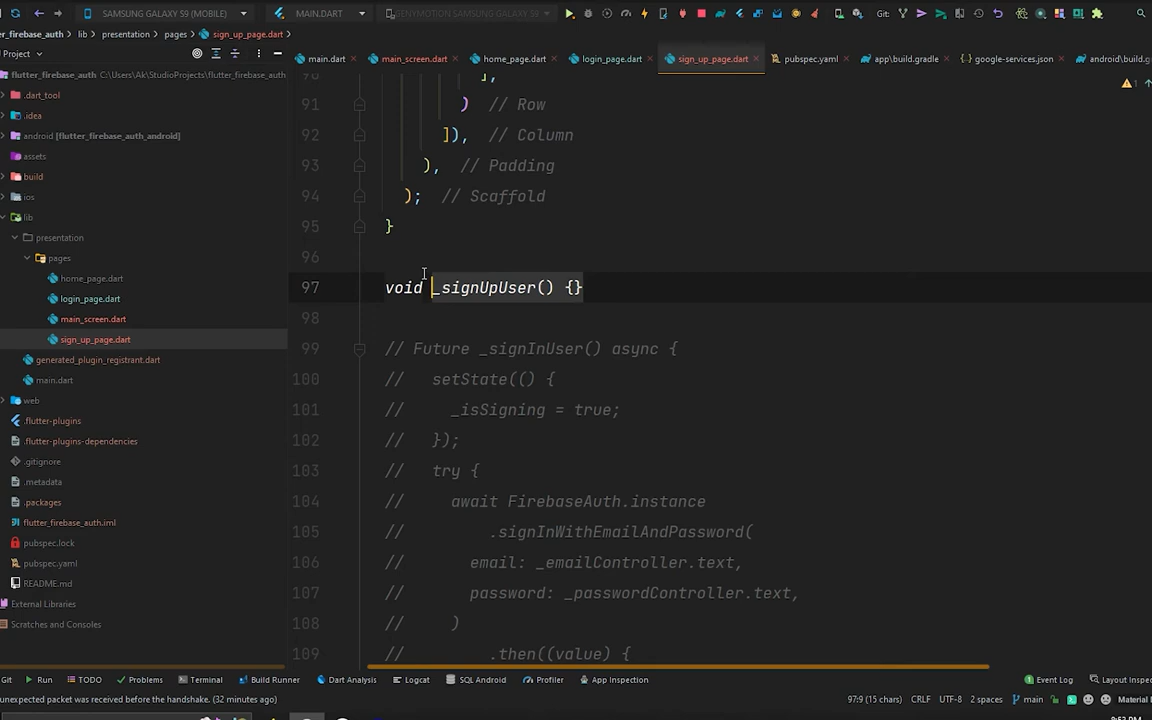 SAMSUNG GALAXY S9 (MOBILE) MAIN.DART GENYMOTION SAMSUNG GALAXY S9 Git:
er_firebase_auth lib presentation pages sign_up_page.dart
Project main.dart main_screen.dart home_page.dart login_page.dart sign_up_page.dart pubspec.yaml app\build.gradle google-services.json android\build.g
flutter_firebase_auth C:\Users\Ak\StudioProjects\flutter_firebase_auth
.dart_tool
.idea
android [flutter_firebase_auth_android]
assets
build
ios
lib
presentation
pages
home_page.dart
login_page.dart
main_screen.dart
sign_up_page.dart
generated_plugin_registrant.dart
main.dart
web
.flutter-plugins
.flutter-plugins-dependencies
.gitignore
.metadata
.packages
flutter_firebase_auth.iml
pubspec.lock
pubspec.yaml
README.md
External Libraries
Scratches and Consoles
1
90 ],
91 ) // Row
92 ]), // Column
93 ), // Padding
94 ); // Scaffold
95 }
96
97 void _signUpUser() {}
98
99 // Future _signInUser() async {
100 // setState(() {
101 // _isSigning = true;
102 // });
103 // try {
104 // await FirebaseAuth.instance
105 // .signInWithEmailAndPassword(
106 // email: _emailController.text,
107 // password: _passwordController.text,
108 // )
109 // .then((value) {
Git Run TODO Problems Terminal Build Runner Dart Analysis Logcat SQL Android Profiler App Inspection Event Log Layout Inspe
unexpected packet was received before the handshake. (32 minutes ago) 97:9 (15 chars) CRLF UTF-8 2 spaces main Material